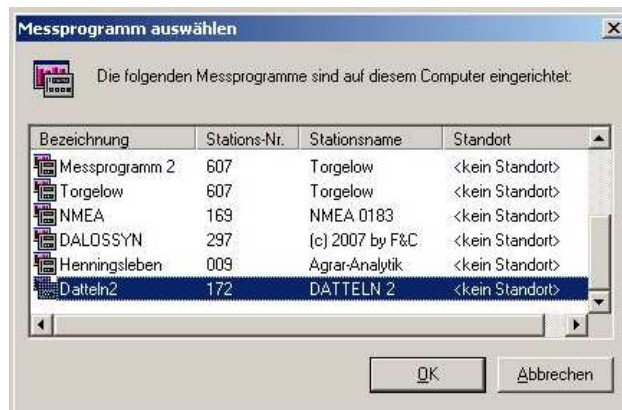 Messprogramm auswählen
Die folgenden Messprogramme sind auf diesem Computer eingerichtet:
Bezeichnung Stations-Nr. Stationsname Standort
Messprogramm 2 607 Torgelow <kein Standort>
Torgelow 607 Torgelow <kein Standort>
NMEA 169 NMEA 0183 <kein Standort>
DALOSSYN 297 (c) 2007 by F&C <kein Standort>
Henningsleben 009 Agrar-Analytik <kein Standort>
Datteln2 172 DATTELN 2 <kein Standort>
OK Abbrechen